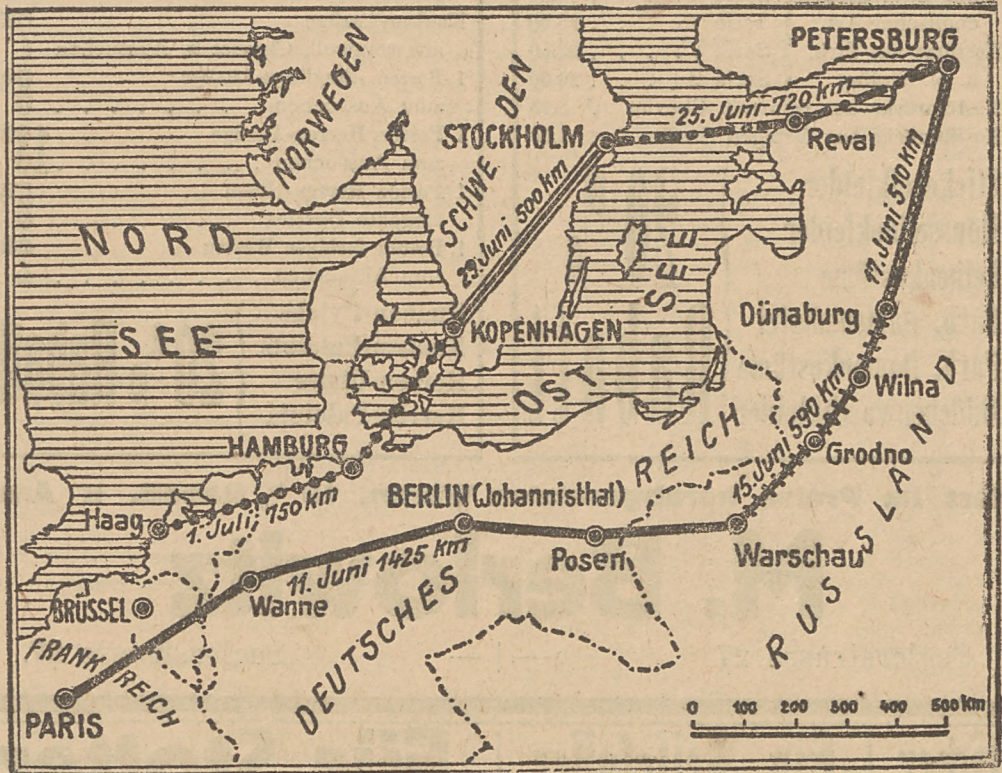 PETERSBURG
NORWEGEN
SCHWEDEN
STOCKHOLM
25. Juni 720 km
Reval
29. Juni 500 km
17. Juni 510 km
NORD
SEE
KOPENHAGEN
OST
SEE
Dünaburg
Wilna
Grodno
15. Juni 590 km
HAMBURG
REICH
Haag
1. Juli 750 km
BERLIN (Johannisthal)
Posen
Warschau
RUSSLAND
11. Juni 1425 km
Wanne
BRÜSSEL
DEUTSCHES
FRANKREICH
PARIS
0 100 200 300 400 500 Km